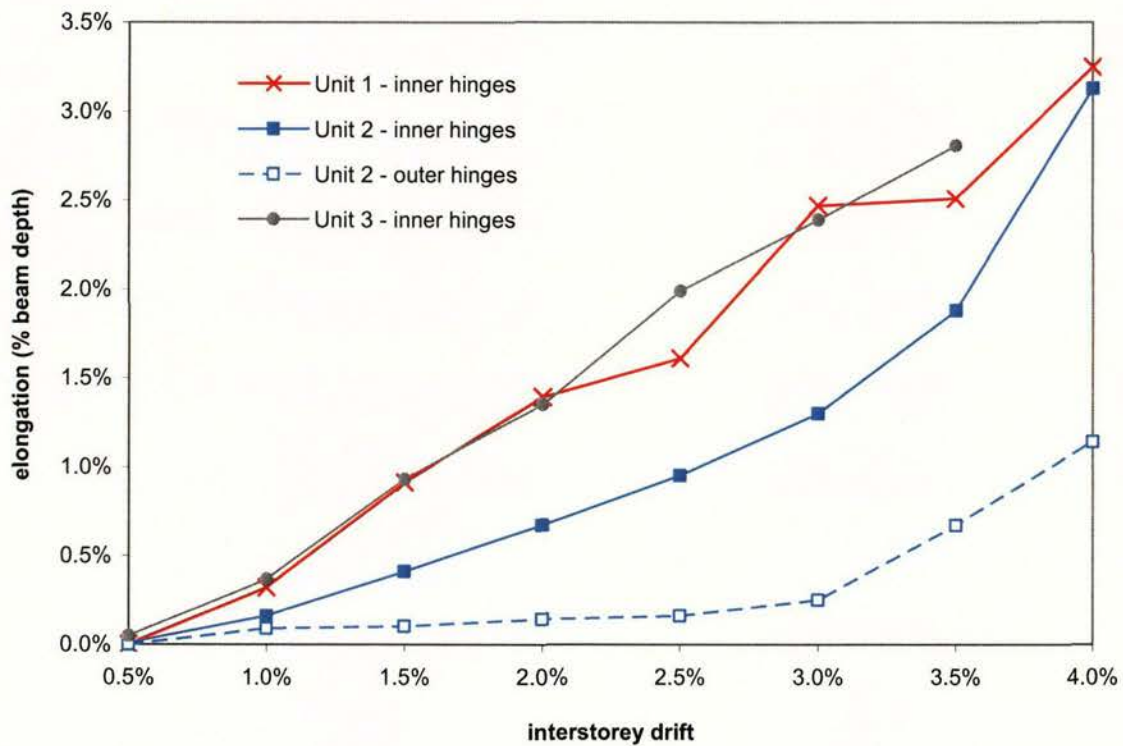 3.5%
3.0%
2.5%
2.0%
1.5%
1.0%
0.5%
0.0%
elongation (% beam depth)
Unit 1 - inner hinges
Unit 2 - inner hinges
Unit 2 - outer hinges
Unit 3 - inner hinges
0.5% 1.0% 1.5% 2.0% 2.5% 3.0% 3.5% 4.0%
interstorey drift